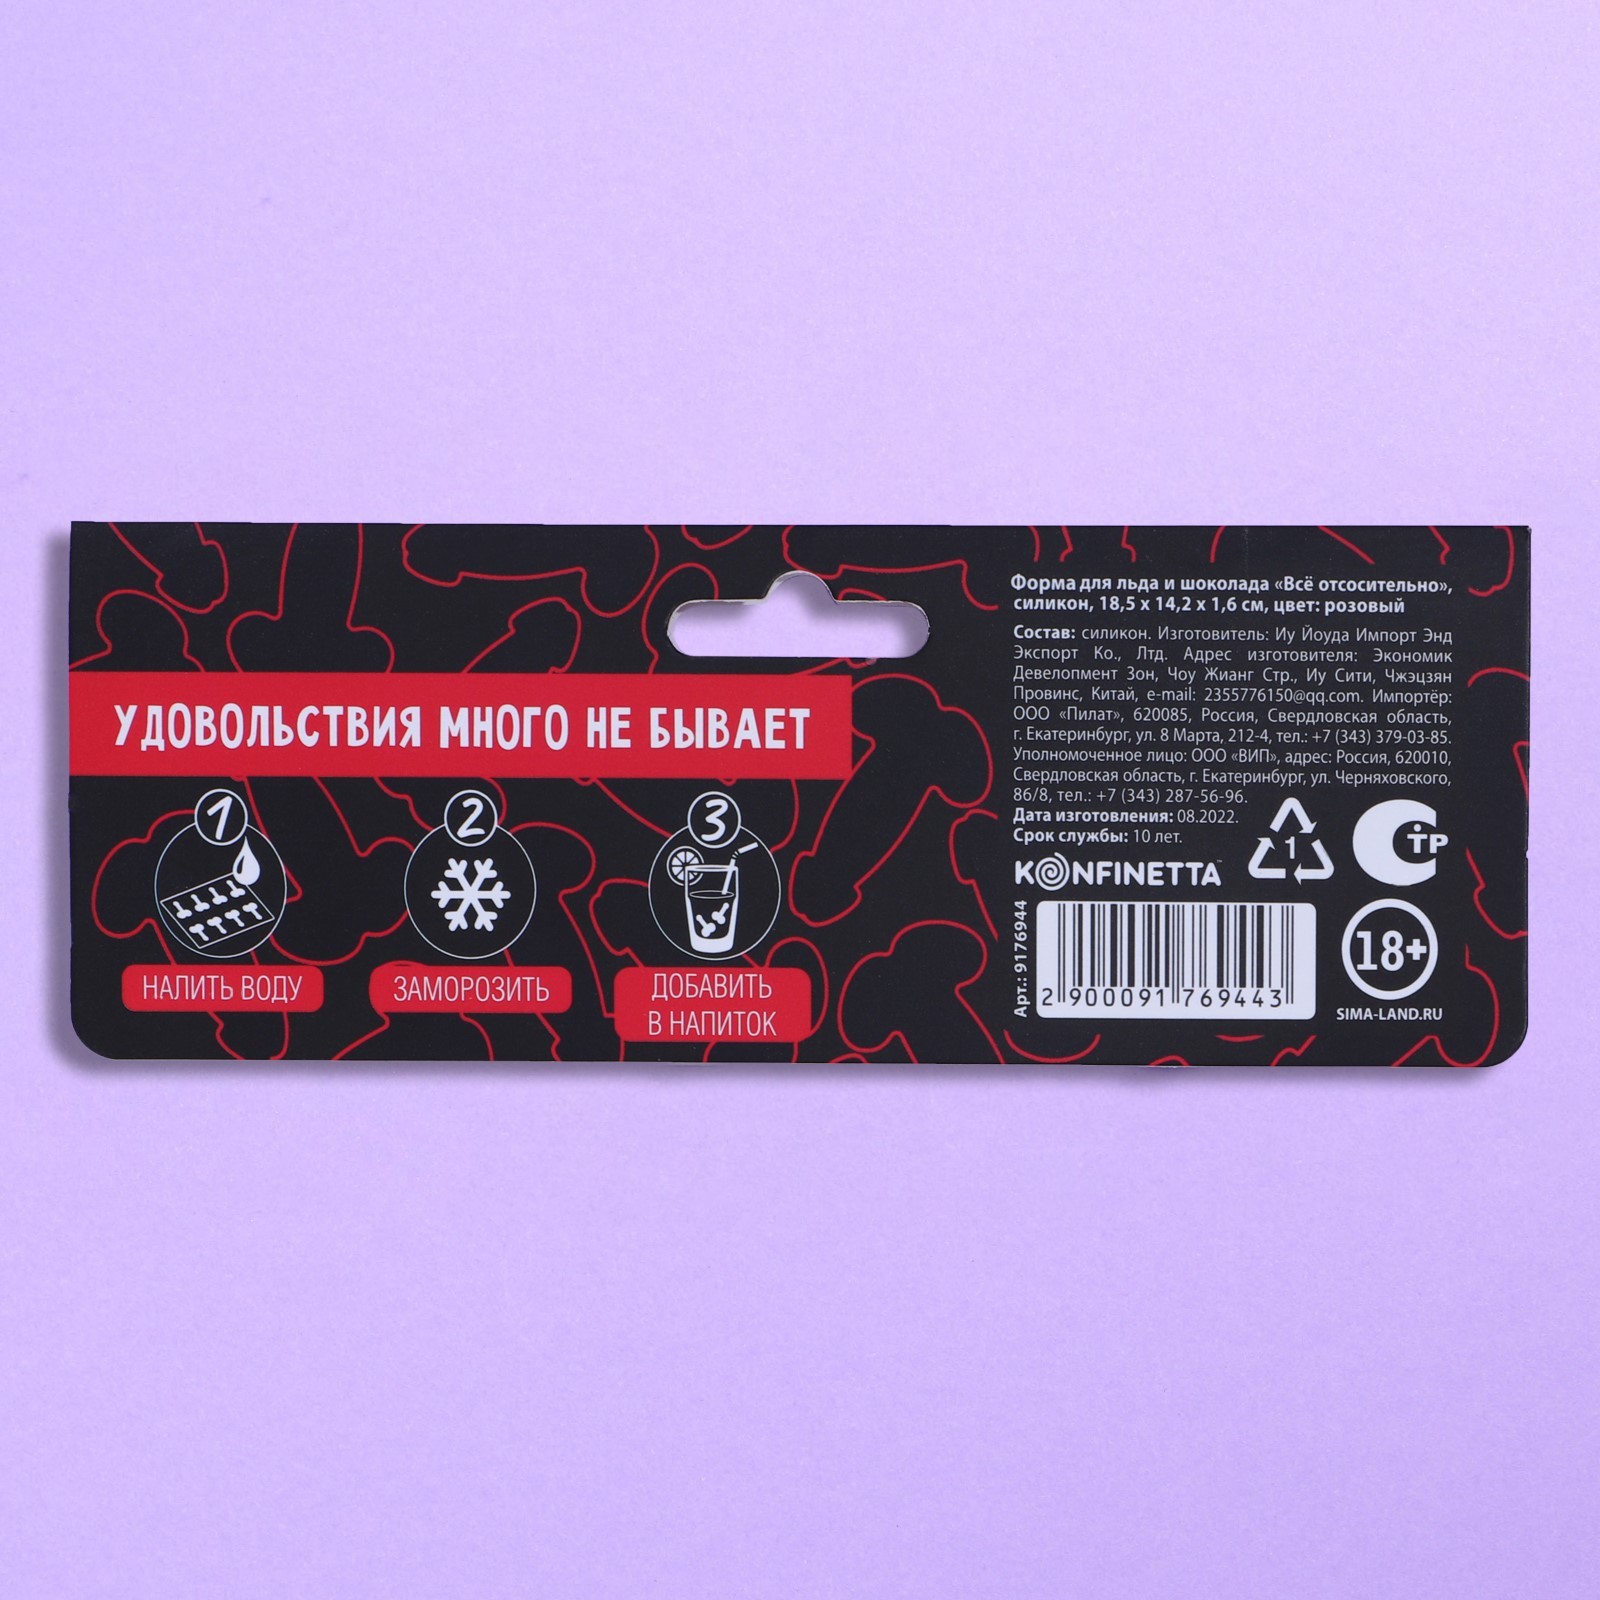 УДОВОЛЬСТВИЯ МНОГО НЕ БЫВАЕТ
1
НАЛИТЬ ВОДУ
2
ЗАМОРОЗИТЬ
3
ДОБАВИТЬ
В НАПИТОК
Форма для льда и шоколада «Всё отсосительно»,
силикон, 18,5 х 14,2 х 1,6 см, цвет: розовый
Состав: силикон. Изготовитель: Иу Йоуда Импорт Энд
Экспорт Ко., Лтд. Адрес изготовителя: Экономик
Девелопмент Зон, Чоу Жианг Стр., Иу Сити, Чжэцзян
Провинс, Китай, e-mail: 2355776150@qq.com. Импортёр:
ООО «Пилат», 620085, Россия, Свердловская область,
г. Екатеринбург, ул. 8 Марта, 212-4, тел.: +7 (343) 379-03-85.
Уполномоченное лицо: ООО «ВИП», адрес: Россия, 620010,
Свердловская область, г. Екатеринбург, ул. Черняховского,
86/8, тел.: +7 (343) 287-56-96.
Дата изготовления: 08.2022.
Срок службы: 10 лет.
KONFINETTA™
1
СТР
Арт.: 9176944
2 900091 769443
18+
SIMA-LAND.RU